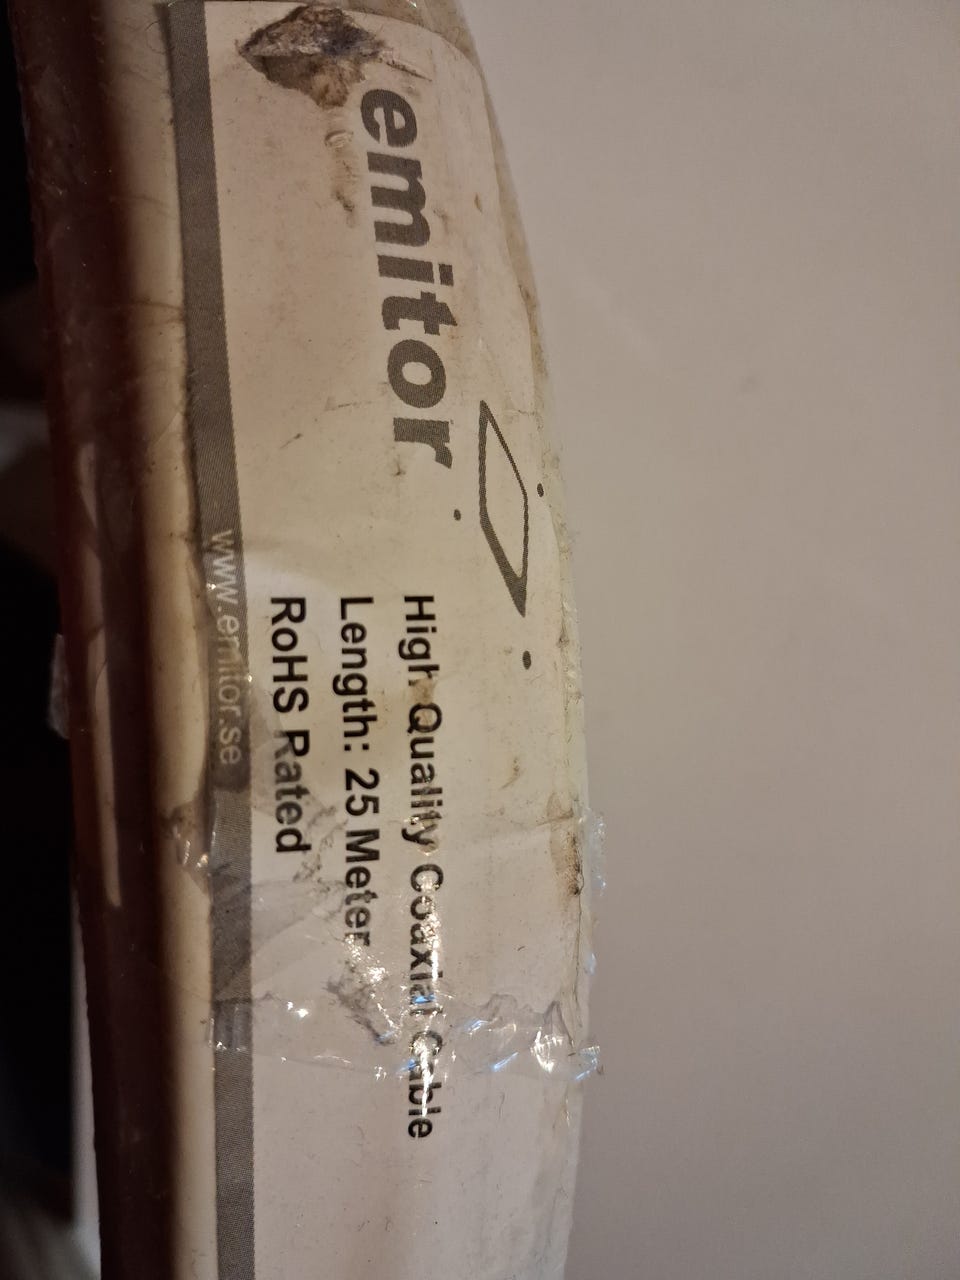 emitor
High Quality Coaxial Cable
Length: 25 Meter
RoHS Rated
www.emitor.se